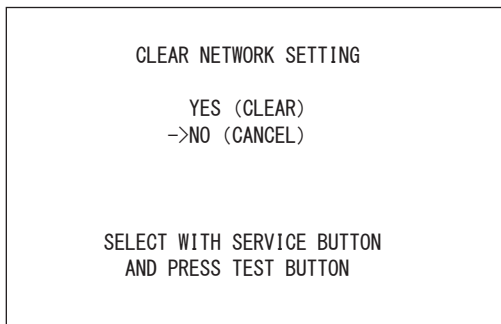 CLEAR NETWORK SETTING
YES (CLEAR)
->NO (CANCEL)
SELECT WITH SERVICE BUTTON
AND PRESS TEST BUTTON